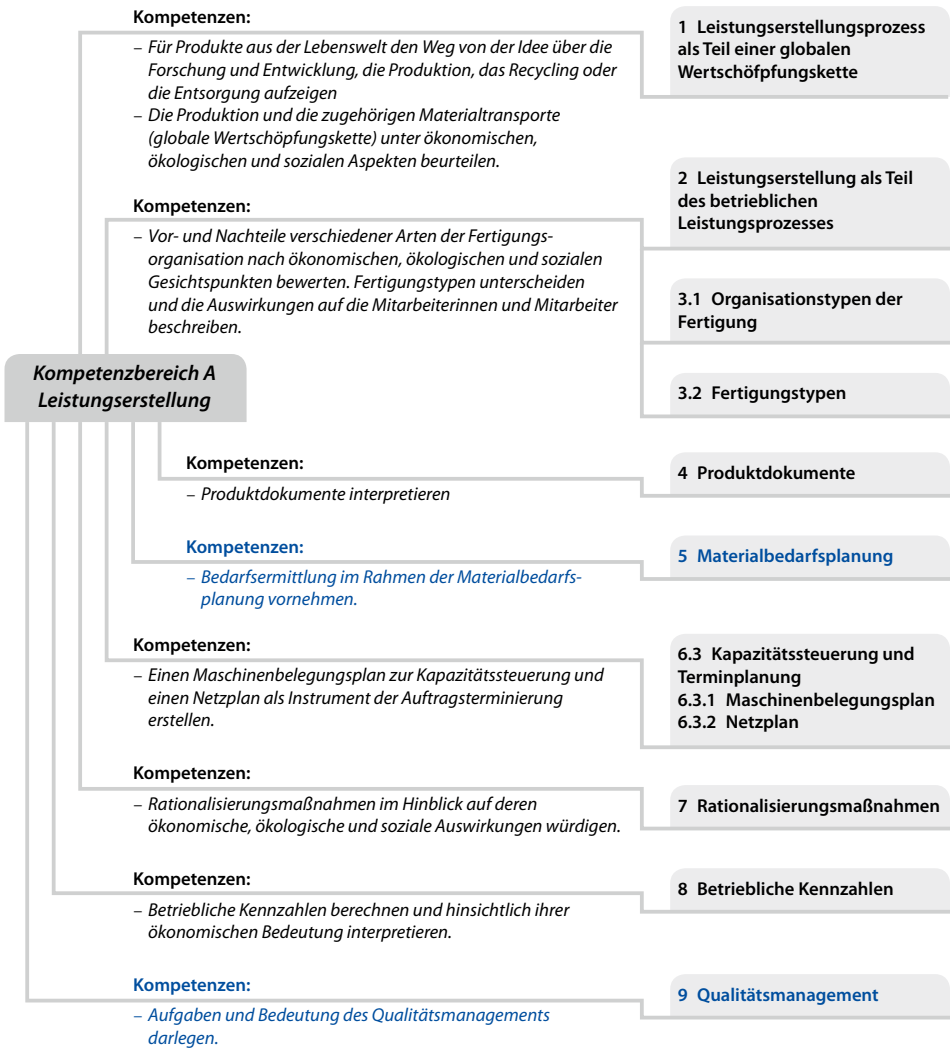 Kompetenzen:
– Für Produkte aus der Lebenswelt den Weg von der Idee über die
Forschung und Entwicklung, die Produktion, das Recycling oder
die Entsorgung aufzeigen
– Die Produktion und die zugehörigen Materialtransporte
(globale Wertschöpfungskette) unter ökonomischen,
ökologischen und sozialen Aspekten beurteilen.
1 Leistungserstellungsprozess
als Teil einer globalen
Wertschöfpfungskette
Kompetenzen:
– Vor- und Nachteile verschiedener Arten der Fertigungs-
organisation nach ökonomischen, ökologischen und sozialen
Gesichtspunkten bewerten. Fertigungstypen unterscheiden
und die Auswirkungen auf die Mitarbeiterinnen und Mitarbeiter
beschreiben.
2 Leistungserstellung als Teil
des betrieblichen
Leistungsprozesses
3.1 Organisationstypen der
Fertigung
3.2 Fertigungstypen
Kompetenzbereich A
Leistungserstellung
Kompetenzen:
– Produktdokumente interpretieren
4 Produktdokumente
Kompetenzen:
– Bedarfsermittlung im Rahmen der Materialbedarfs-
planung vornehmen.
5 Materialbedarfsplanung
Kompetenzen:
– Einen Maschinenbelegungsplan zur Kapazitätssteuerung und
einen Netzplan als Instrument der Auftragsterminierung
erstellen.
6.3 Kapazitätssteuerung und
Terminplanung
6.3.1 Maschinenbelegungsplan
6.3.2 Netzplan
Kompetenzen:
– Rationalisierungsmaßnahmen im Hinblick auf deren
ökonomische, ökologische und soziale Auswirkungen würdigen.
7 Rationalisierungsmaßnahmen
Kompetenzen:
– Betriebliche Kennzahlen berechnen und hinsichtlich ihrer
ökonomischen Bedeutung interpretieren.
8 Betriebliche Kennzahlen
Kompetenzen:
– Aufgaben und Bedeutung des Qualitätsmanagements
darlegen.
9 Qualitätsmanagement